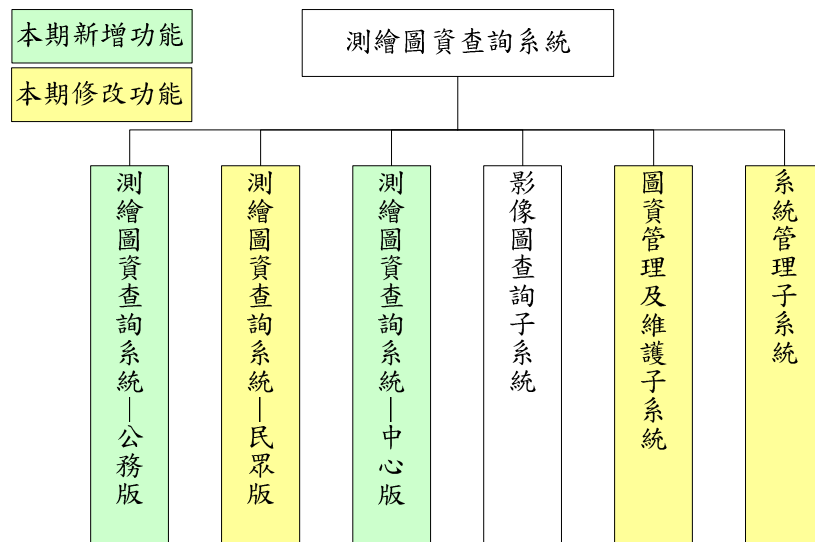 本期新增功能
測繪圖資查詢系統
本期修改功能
測繪圖資查詢系統—公務版
測繪圖資查詢系統—民眾版
測繪圖資查詢系統—中心版
影像圖查詢子系統
圖資管理及維護子系統
系統管理子系統